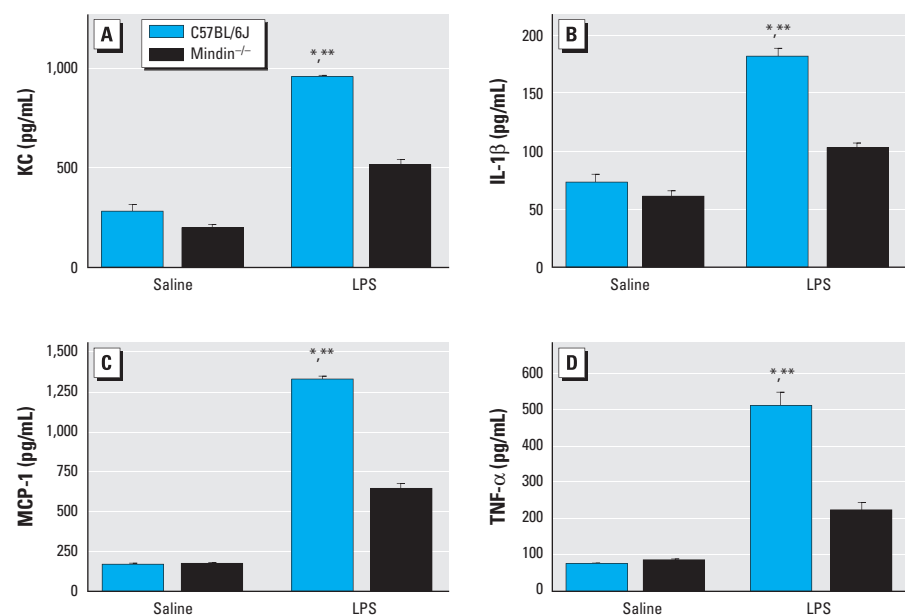 A
C57BL/6J
Mindin⁻/⁻
*,**
KC (pg/mL)
1,000
500
0
Saline
LPS
B
*,**
IL-1β (pg/mL)
200
150
100
50
0
Saline
LPS
C
*,**
MCP-1 (pg/mL)
1,500
1,250
1,000
750
500
250
0
Saline
LPS
D
*,**
TNF-α (pg/mL)
600
500
400
300
200
100
0
Saline
LPS